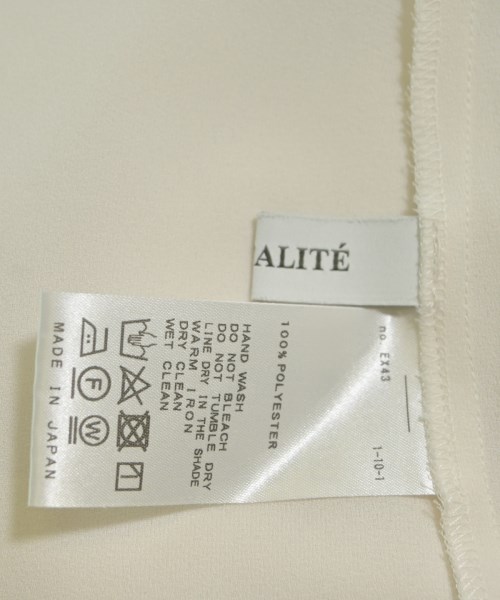 ALITÉ
no. EX43
1-10-1
100% POLYESTER
HAND WASH
DO NOT BLEACH
DO NOT TUMBLE DRY
LINE DRY IN THE SHADE
WARM IRON
DRY CLEAN
WET CLEAN
F W
MADE IN JAPAN